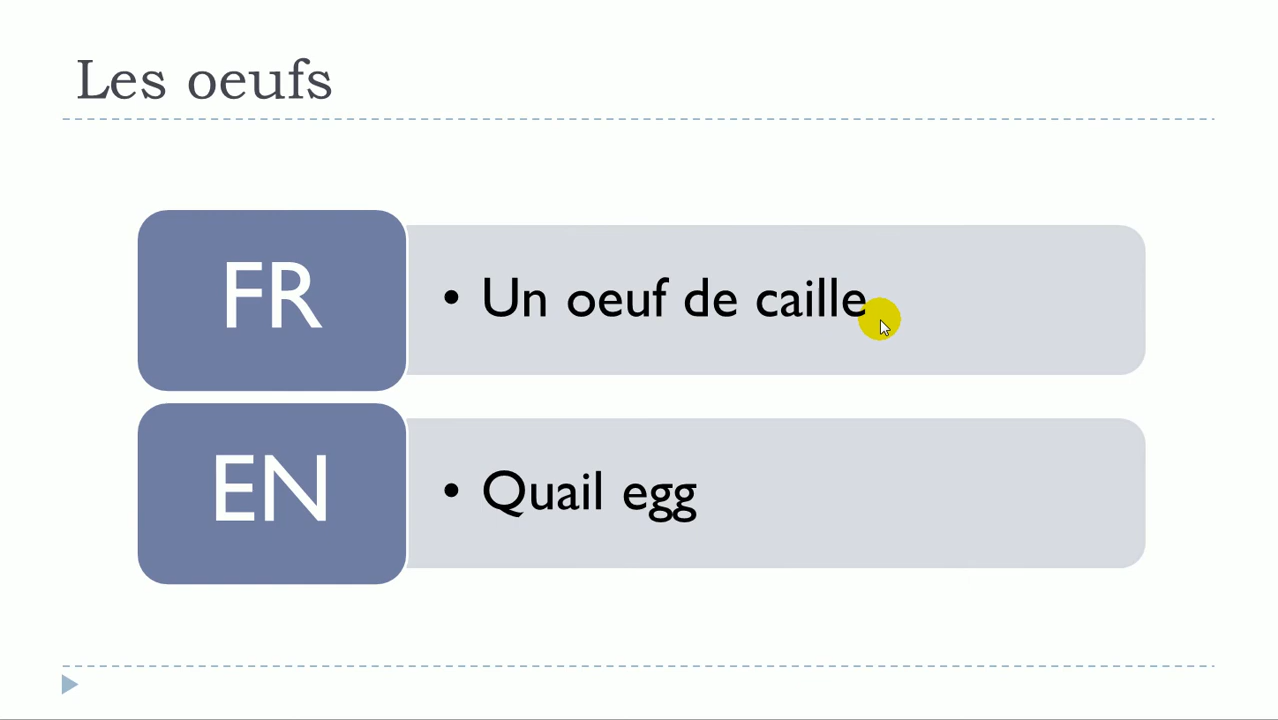 Les oeufs
FR
• Un oeuf de caille
EN
• Quail egg